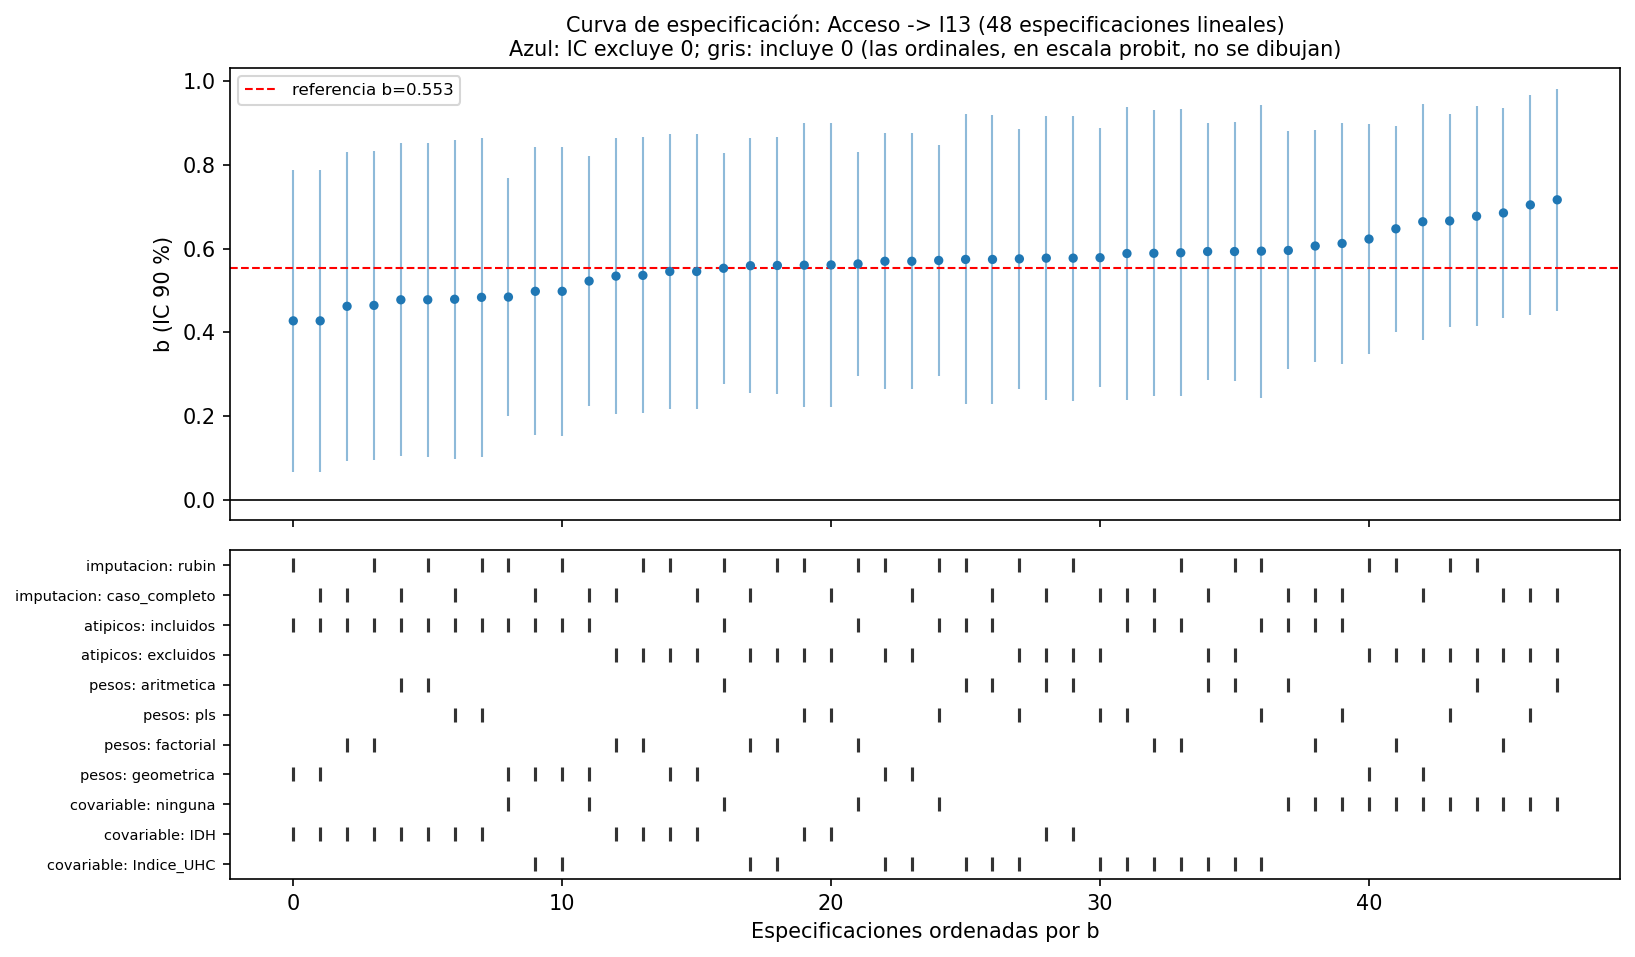 Curva de especificación: Acceso -> I13 (48 especificaciones lineales)
Azul: IC excluye 0; gris: incluye 0 (las ordinales, en escala probit, no se dibujan)
referencia b=0.553
b (IC 90 %)
1.0
0.8
0.6
0.4
0.2
0.0
imputacion: rubin
imputacion: caso_completo
atipicos: incluidos
atipicos: excluidos
pesos: aritmetica
pesos: pls
pesos: factorial
pesos: geometrica
covariable: ninguna
covariable: IDH
covariable: Indice_UHC
0 10 20 30 40
Especificaciones ordenadas por b